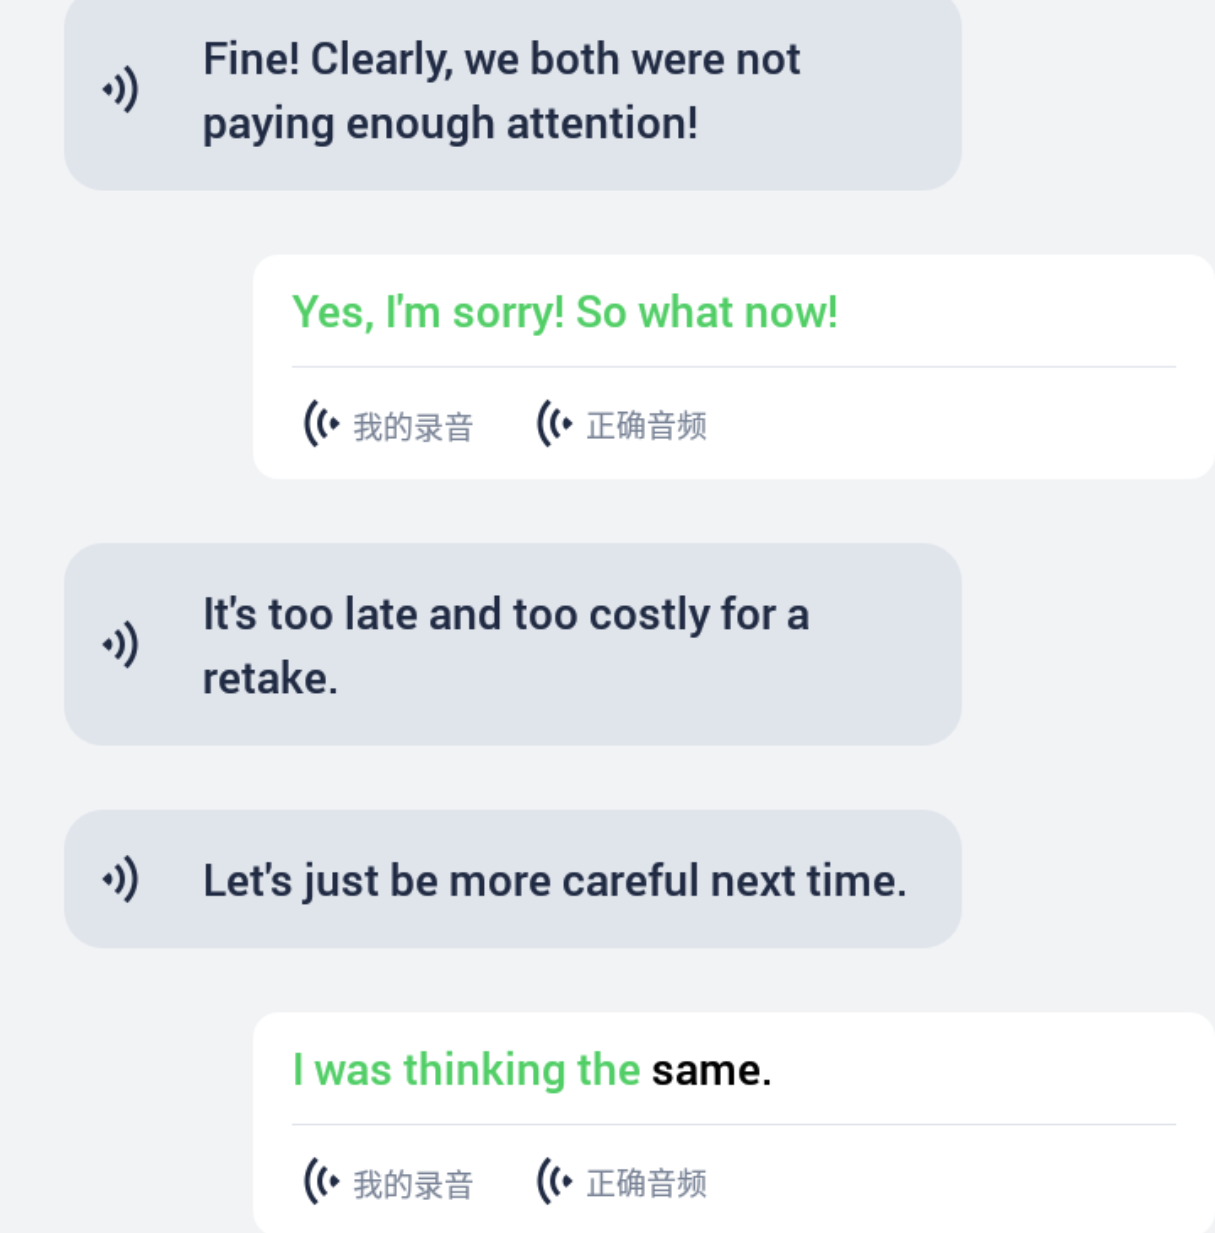 Fine! Clearly, we both were not
paying enough attention!
Yes, I'm sorry! So what now!
我的录音 正确音频
It's too late and too costly for a
retake.
Let's just be more careful next time.
I was thinking the same.
我的录音 正确音频